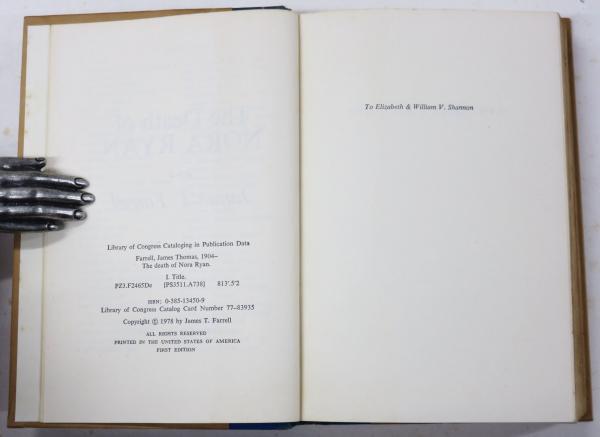 Library of Congress Cataloging in Publication Data
Farrell, James Thomas, 1904–
The death of Nora Ryan.
I. Title.
PZ3.F2465De [PS3511.A738] 813'.5'2
ISBN: 0-385-13450-9
Library of Congress Catalog Card Number 77-83935
Copyright © 1978 by James T. Farrell
ALL RIGHTS RESERVED
PRINTED IN THE UNITED STATES OF AMERICA
FIRST EDITION
To Elizabeth & William V. Shannon